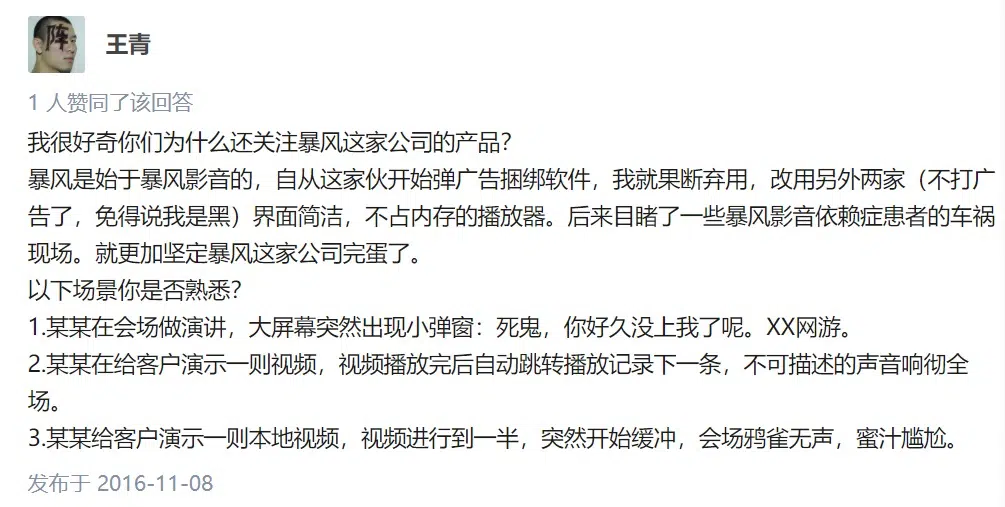 阵
王青
1 人赞同了该回答
我很好奇你们为什么还关注暴风这家公司的产品？
暴风是始于暴风影音的，自从这家伙开始弹广告捆绑软件，我就果断弃用，改用另外两家（不打广
告了，免得说我是黑）界面简洁，不占内存的播放器。后来目睹了一些暴风影音依赖症患者的车祸
现场。就更加坚定暴风这家公司完蛋了。
以下场景你是否熟悉？
1.某某在会场做演讲，大屏幕突然出现小弹窗：死鬼，你好久没上我了呢。XX网游。
2.某某在给客户演示一则视频，视频播放完后自动跳转播放记录下一条，不可描述的声音响彻全
场。
3.某某给客户演示一则本地视频，视频进行到一半，突然开始缓冲，会场鸦雀无声，蜜汁尴尬。
发布于 2016-11-08